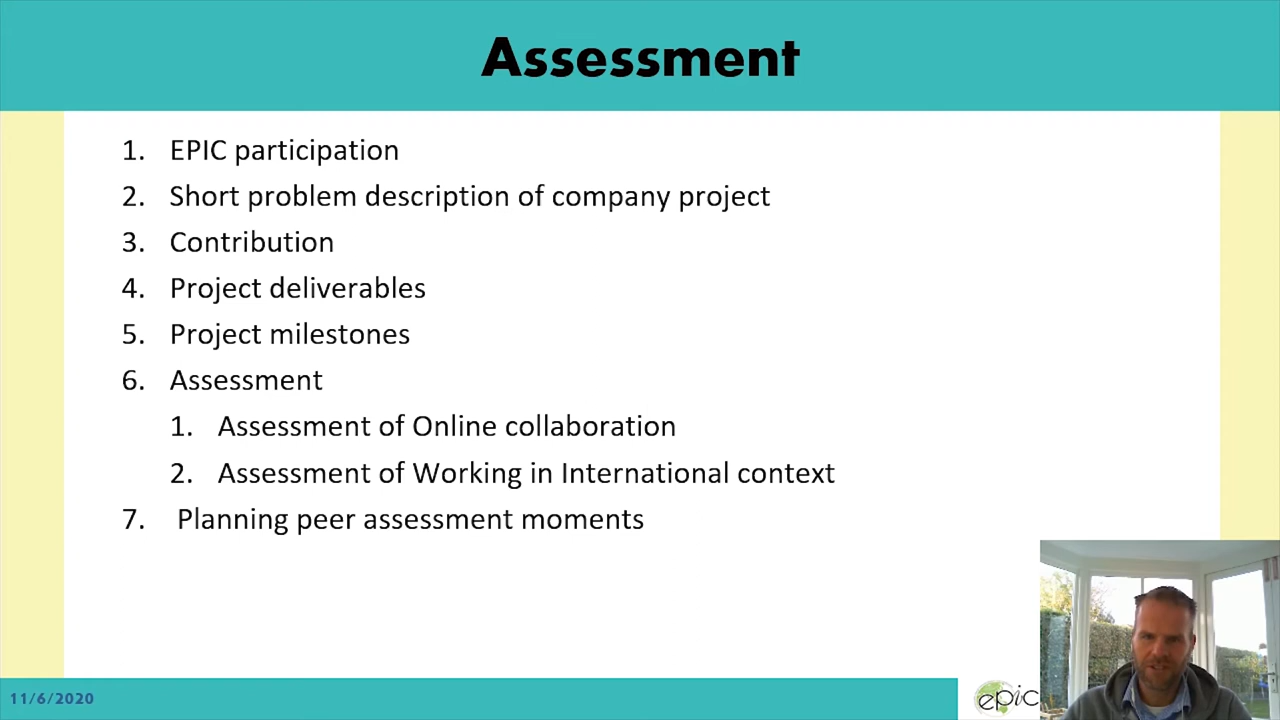 Assessment
1. EPIC participation
2. Short problem description of company project
3. Contribution
4. Project deliverables
5. Project milestones
6. Assessment
1. Assessment of Online collaboration
2. Assessment of Working in International context
7. Planning peer assessment moments
11/6/2020
epic